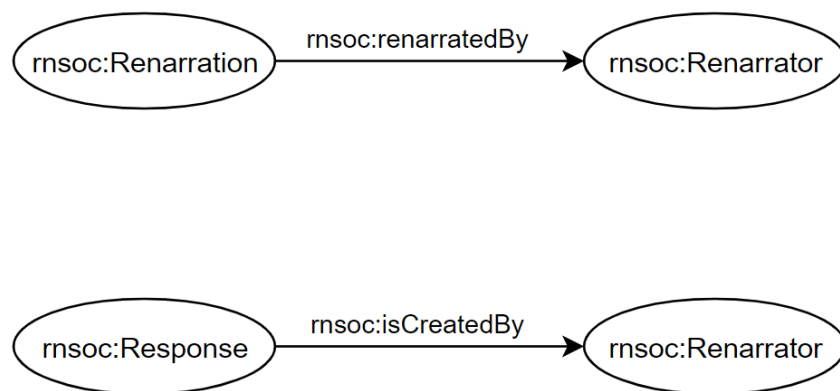 rnsoc:renarratedBy
rnsoc:Renarration
rnsoc:Renarrator
rnsoc:isCreatedBy
rnsoc:Response
rnsoc:Renarrator